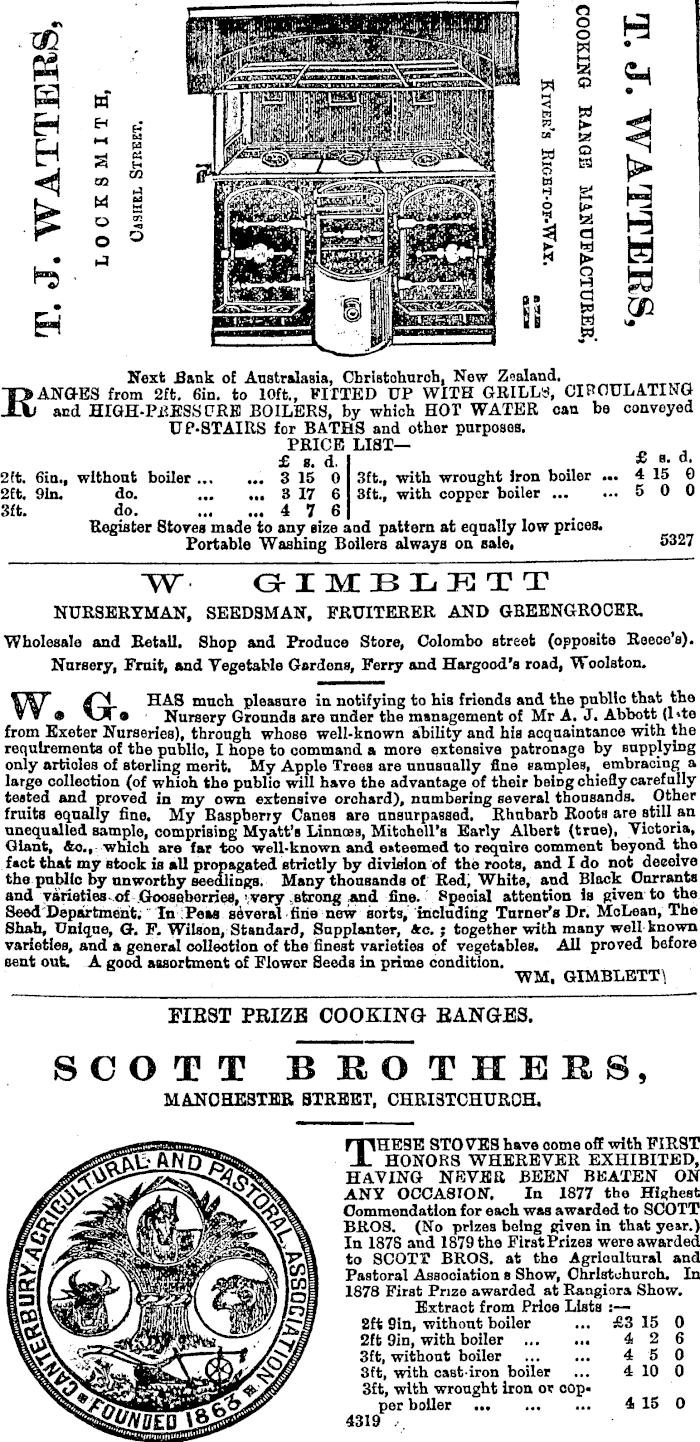 T. J. WATTERS,
LOCKSMITH,
CASHEL STREET.
KIVER'S RIGHT-OF-WAY.
COOKING RANGE MANUFACTURER,
T. J. WATTERS,
Next Bank of Australasia, Christchurch, New Zealand.
RANGES from 2ft. 6in. to 10ft., FITTED UP WITH GRILLS, CIRCULATING
and HIGH-PRESSURE BOILERS, by which HOT WATER can be conveyed
UP-STAIRS for BATHS and other purposes.
PRICE LIST—
£ s. d.
2ft. 6in., without boiler ... ... 3 15 0
2ft. 9in. do. ... ... 3 17 6
3ft. do. ... ... 4 7 6
£ s. d.
3ft., with wrought iron boiler ... 4 15 0
3ft., with copper boiler ... ... 5 0 0
Register Stoves made to any size and pattern at equally low prices.
Portable Washing Boilers always on sale. 5327
W. GIMBLETT
NURSERYMAN, SEEDSMAN, FRUITERER AND GREENGROCER.
Wholesale and Retail. Shop and Produce Store, Colombo street (opposite Reece's).
Nursery, Fruit, and Vegetable Gardens, Ferry and Hargood's road, Woolston.
W. G. HAS much pleasure in notifying to his friends and the public that the
Nursery Grounds are under the management of Mr A. J. Abbott (late
from Exeter Nurseries), through whose well-known ability and his acquaintance with the
requirements of the public, I hope to command a more extensive patronage by supplying
only articles of sterling merit. My Apple Trees are unusually fine samples, embracing a
large collection (of which the public will have the advantage of their being chiefly carefully
tested and proved in my own extensive orchard), numbering several thousands. Other
fruits equally fine. My Raspberry Canes are unsurpassed. Rhubarb Roots are still an
unequalled sample, comprising Myatt's Linnœs, Mitchell's Early Albert (true), Victoria,
Giant, &c., which are far too well-known and esteemed to require comment beyond the
fact that my stock is all propagated strictly by division of the roots, and I do not deceive
the public by unworthy seedlings. Many thousands of Red, White, and Black Currants
and varieties of Gooseberries, very strong and fine. Special attention is given to the
Seed Department. In Peas several fine new sorts, including Turner's Dr. McLean, The
Shah, Unique, G. F. Wilson, Standard, Supplanter, &c.; together with many well known
varieties, and a general collection of the finest varieties of vegetables. All proved before
sent out. A good assortment of Flower Seeds in prime condition.
WM. GIMBLETT
FIRST PRIZE COOKING RANGES.
SCOTT BROTHERS,
MANCHESTER STREET, CHRISTCHURCH.
CANTERBURY AGRICULTURAL AND PASTORAL ASSOCIATION
FOUNDED 1863
THESE STOVES have come off with FIRST
HONORS WHEREVER EXHIBITED,
HAVING NEVER BEEN BEATEN ON
ANY OCCASION. In 1877 the Highest
Commendation for each was awarded to SCOTT
BROS. (No prizes being given in that year.)
In 1878 and 1879 the First Prizes were awarded
to SCOTT BROS. at the Agricultural and
Pastoral Association s Show, Christchurch. In
1878 First Prize awarded at Rangiora Show.
Extract from Price Lists :—
2ft 9in, without boiler ... £3 15 0
2ft 9in, with boiler ... ... 4 2 6
3ft, without boiler ... ... 4 5 0
3ft, with cast-iron boiler ... 4 10 0
3ft, with wrought iron or cop-
per boiler ... ... ... 4 15 0
4319